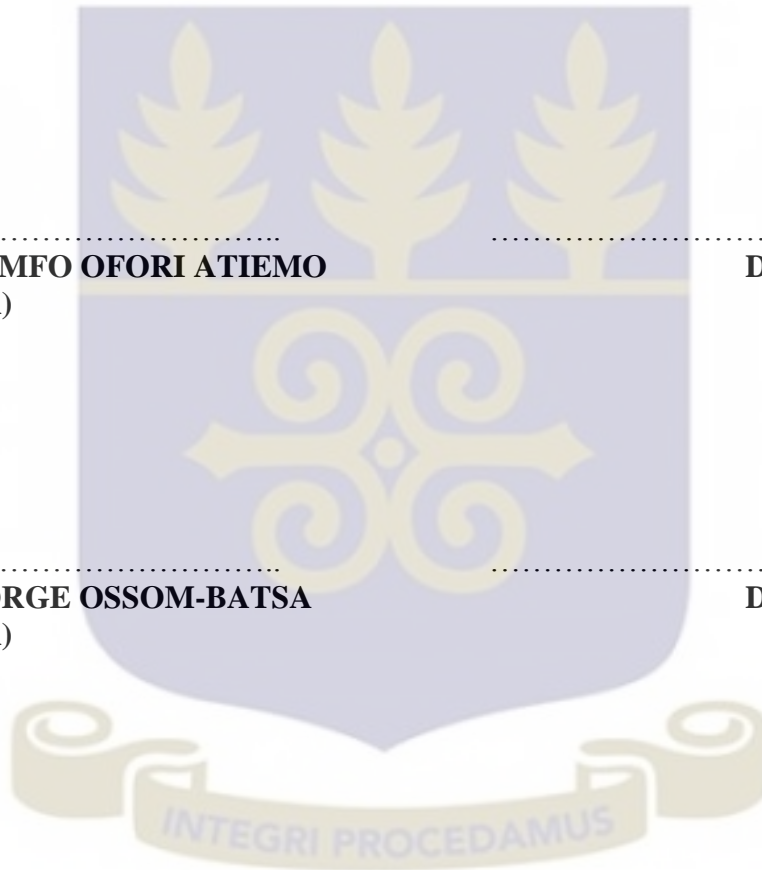 ……………………………..  ……………………
MFO OFORI ATIEMO D
)
……………………………..  ……………………
RGE OSSOM-BATSA D
)
INTEGRI PROCEDAMUS